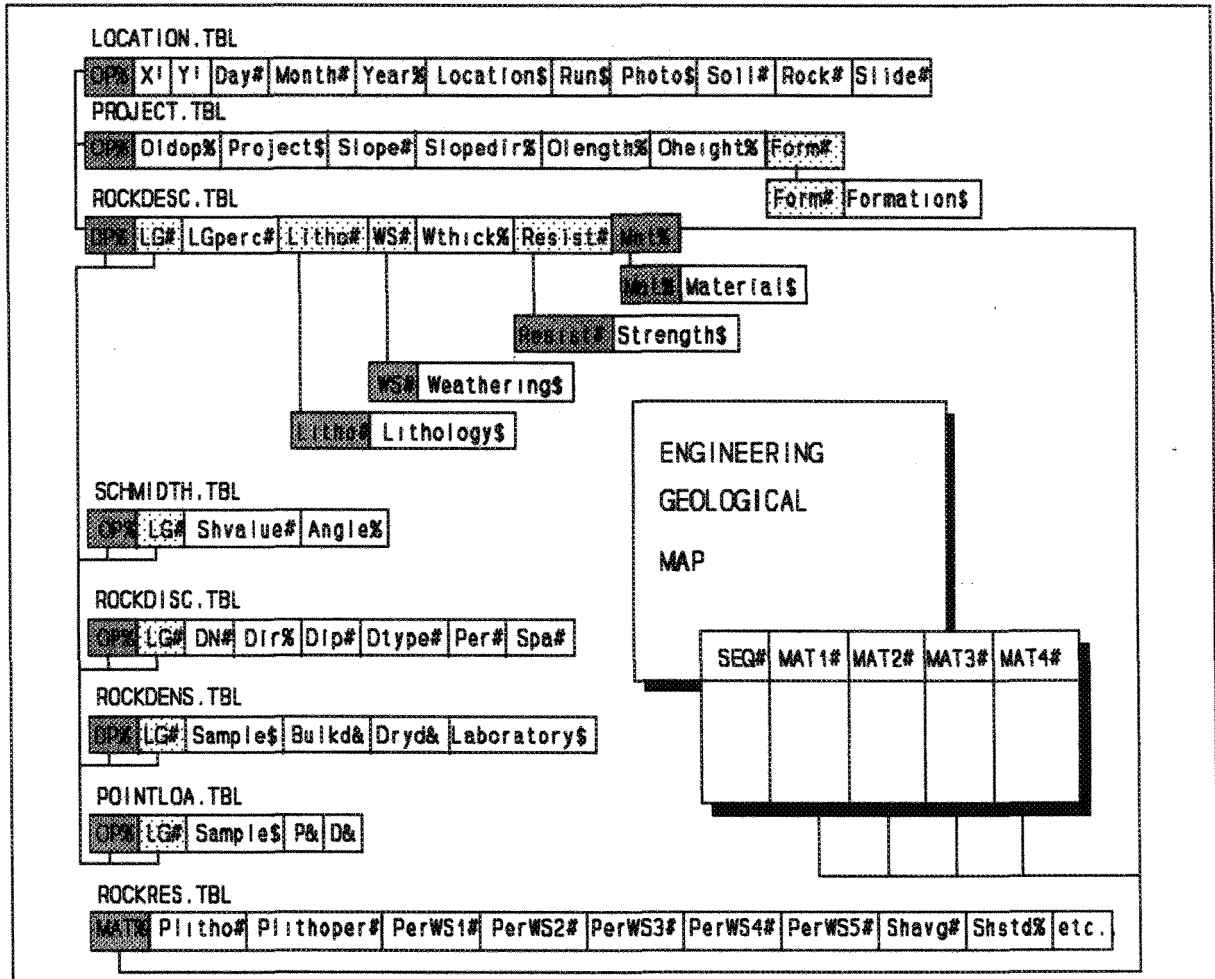 LOCATION.TBL
OP% X! Y! Day# Month# Year% Location$ Run$ Photo$ Soil# Rock# Slide#
PROJECT.TBL
OP% Oldop% Project$ Slope# Slopedir% Olength% Oheight% Form#
Form# Formation$
ROCKDESC.TBL
OP% LG# LGperc# Litho# WS# Wthick% Resist# Mat%
Mat% Material$
Resist# Strength$
WS# Weathering$
Litho# Lithology$
ENGINEERING
GEOLOGICAL
MAP
SEQ# MAT1# MAT2# MAT3# MAT4#
SCHMIDTH.TBL
OP% LG# Shvalue# Angle%
ROCKDISC.TBL
OP% LG# DN# Dir% Dip# Dtype# Per# Spa#
ROCKDENS.TBL
OP% LG# Sample$ Bulkd& Dryd& Laboratory$
POINTLOA.TBL
OP% LG# Sample$ P& D&
ROCKRES.TBL
MAT% Plitho# Plithoper# PerWS1# PerWS2# PerWS3# PerWS4# PerWS5# Shavg# Shstd% etc.